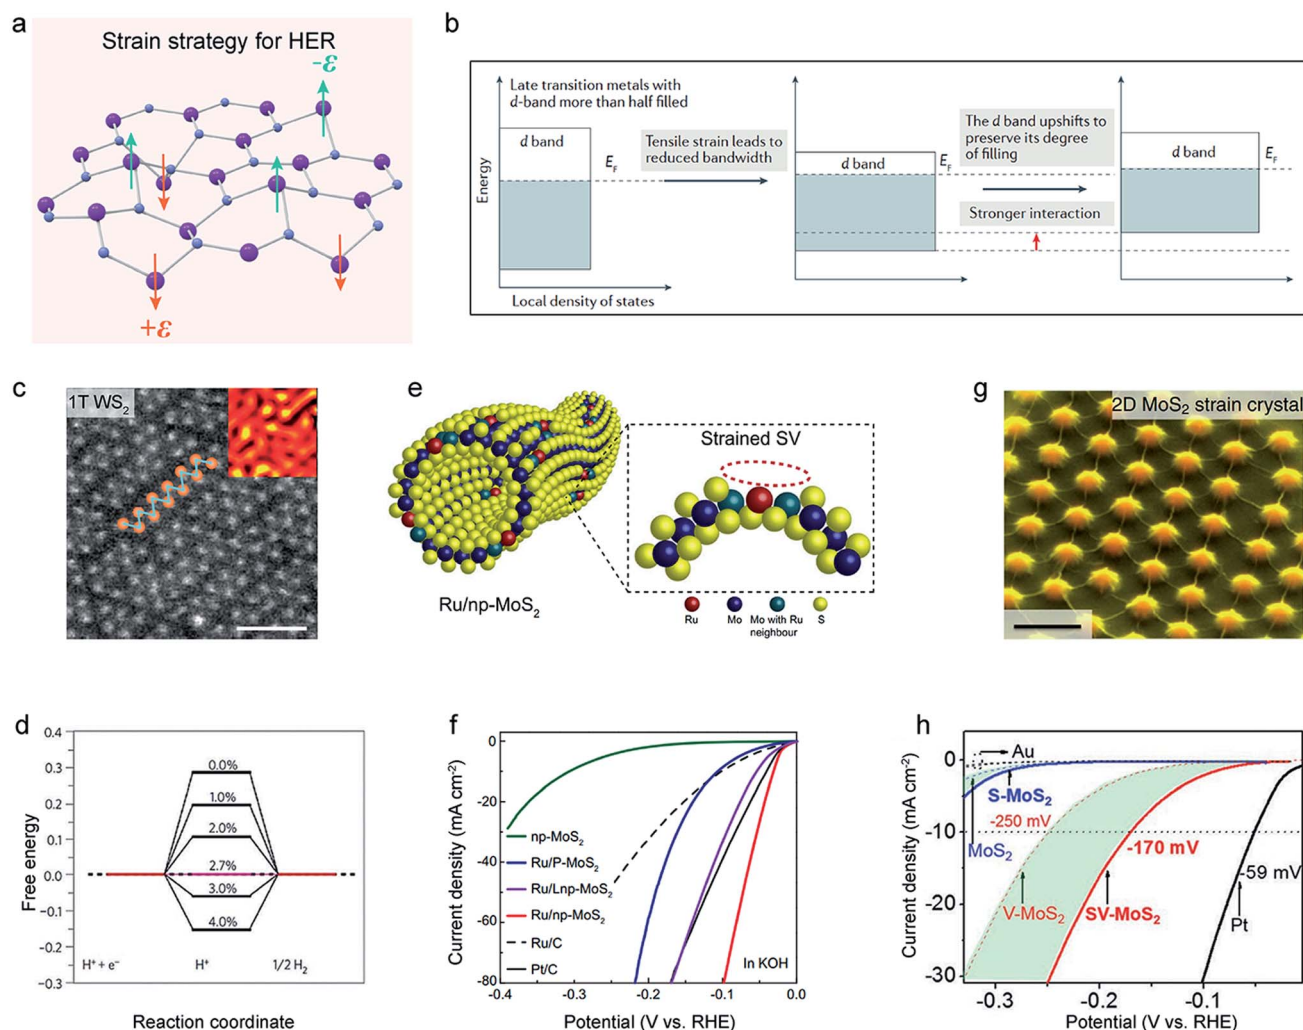 a
Strain strategy for HER
-ε
+ε
b
Late transition metals with
d-band more than half filled
d band
E_F
Energy
Local density of states
Tensile strain leads to
reduced bandwidth
d band
E_F
The d band upshifts to
preserve its degree
of filling
Stronger interaction
d band
E_F
c
1T WS₂
e
Ru/np-MoS₂
Strained SV
Ru
Mo
Mo with Ru
neighbour
S
g
2D MoS₂ strain crystal
d
Free energy
0.4
0.3
0.2
0.1
0.0
-0.1
-0.2
-0.3
0.0%
1.0%
2.0%
2.7%
3.0%
4.0%
H⁺ + e⁻
H⁺
1/2 H₂
Reaction coordinate
f
Current density (mA cm⁻²)
0
-20
-40
-60
-80
np-MoS₂
Ru/P-MoS₂
Ru/Lnp-MoS₂
Ru/np-MoS₂
Ru/C
Pt/C
In KOH
-0.4
-0.3
-0.2
-0.1
0.0
Potential (V vs. RHE)
h
Current density (mA cm⁻²)
0
-10
-20
-30
Au
S-MoS₂
-250 mV
MoS₂
-170 mV
-59 mV
V-MoS₂
SV-MoS₂
Pt
-0.3
-0.2
-0.1
Potential (V vs. RHE)